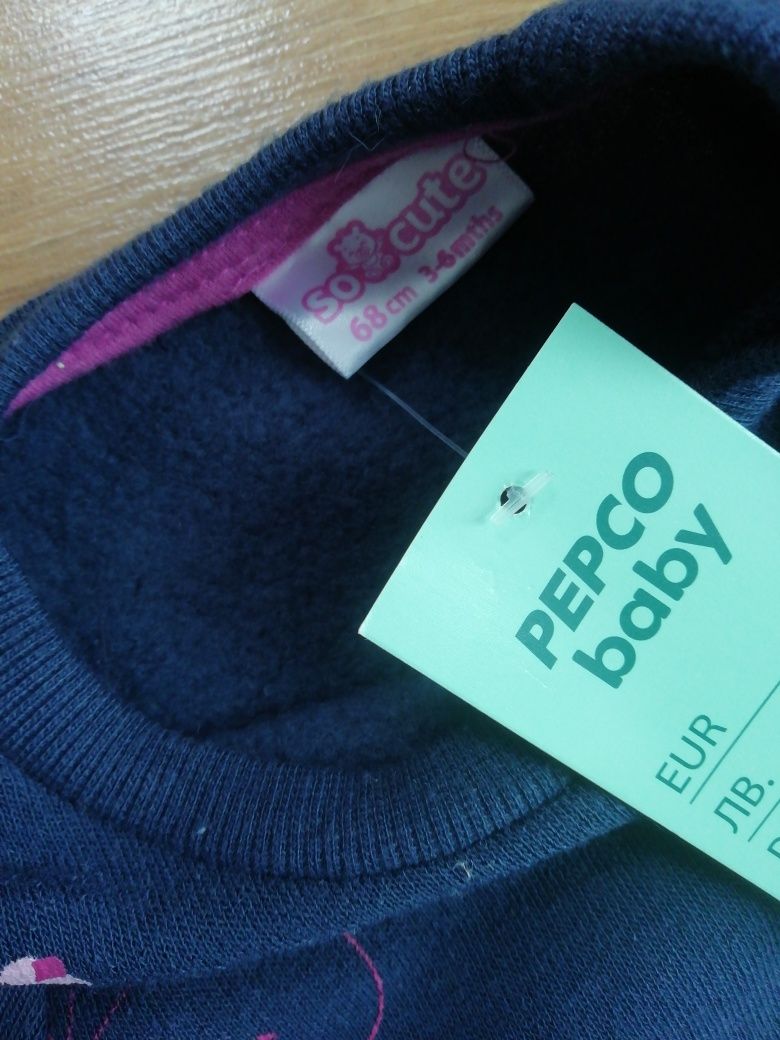 so cute
68 cm 3-6 mths
PEPCO
baby
EUR
ЛВ.